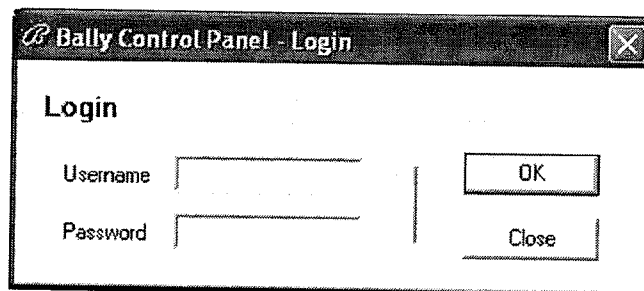 Bally Control Panel - Login
Login
Username
OK
Password
Close